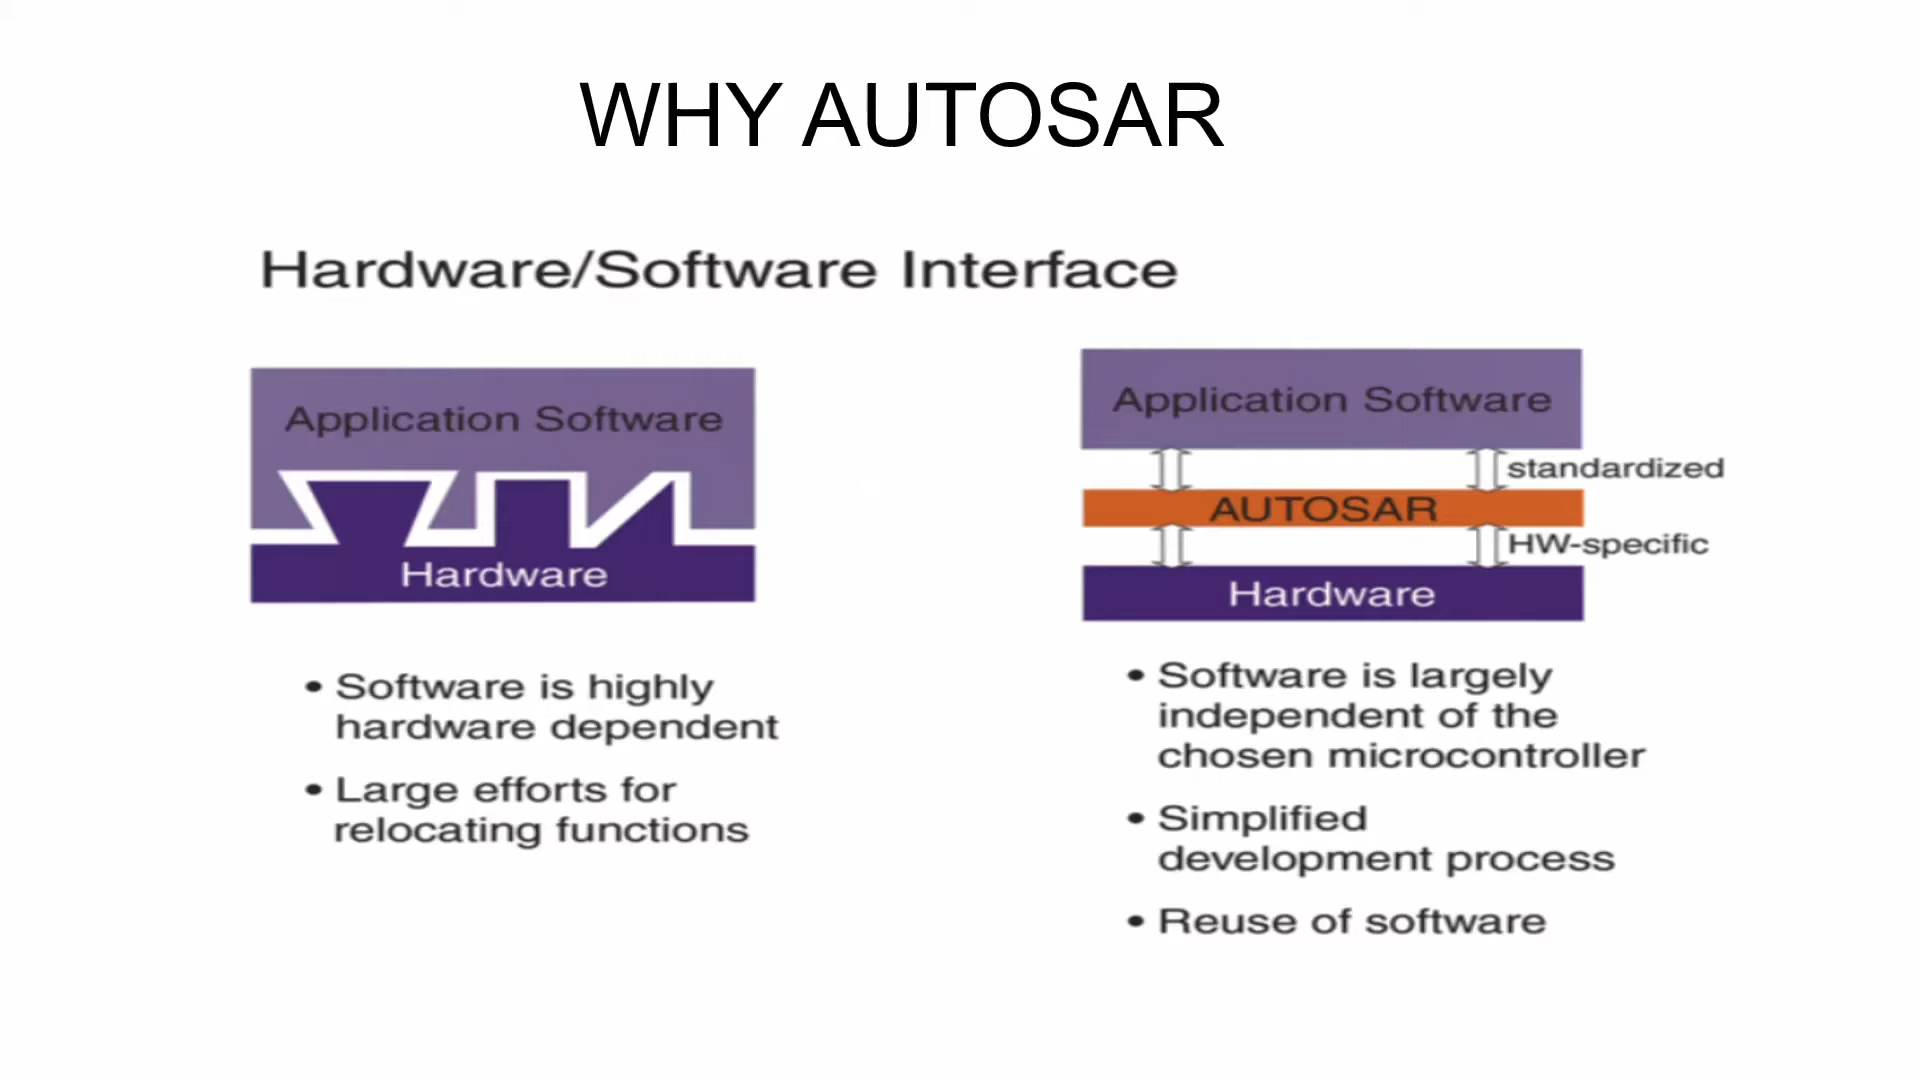 WHY AUTOSAR
Hardware/Software Interface
Application Software
Hardware
• Software is highly
hardware dependent
• Large efforts for
relocating functions
Application Software
standardized
AUTOSAR
HW-specific
Hardware
• Software is largely
independent of the
chosen microcontroller
• Simplified
development process
• Reuse of software